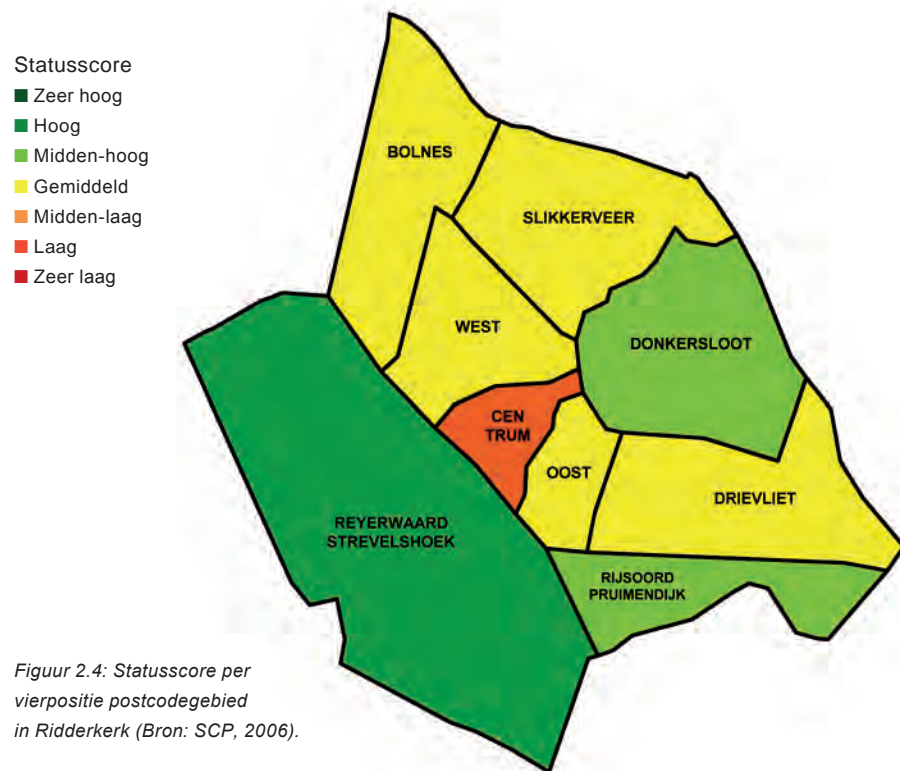 Statusscore
Zeer hoog
Hoog
Midden-hoog
Gemiddeld
Midden-laag
Laag
Zeer laag
BOLNES
SLIKKERVEER
WEST
DONKERSLOOT
CEN
TRUM
OOST
DRIEVLIET
REYERWAARD
STREVELSHOEK
RIJSOORD
PRUIMENDIJK
Figuur 2.4: Statusscore per
vierpositie postcodegebied
in Ridderkerk (Bron: SCP, 2006).